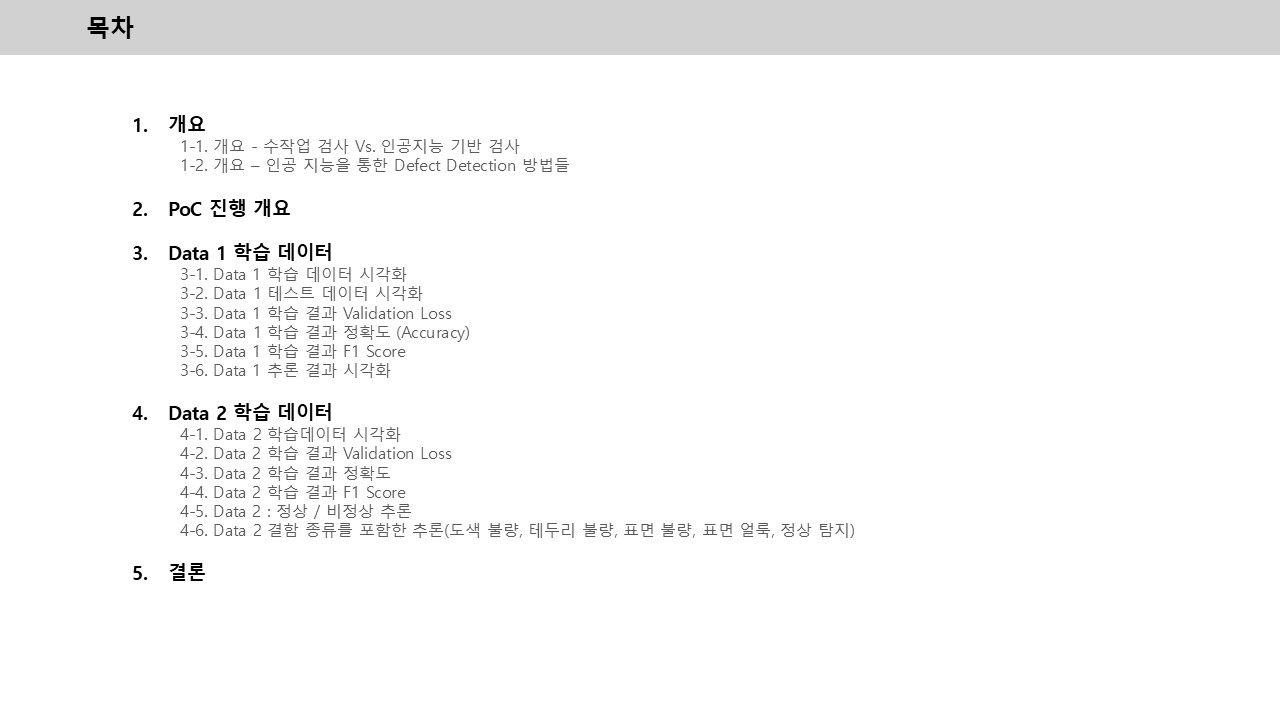 목차
1. 개요
1-1. 개요 - 수작업 검사 Vs. 인공지능 기반 검사
1-2. 개요 – 인공 지능을 통한 Defect Detection 방법들
2. PoC 진행 개요
3. Data 1 학습 데이터
3-1. Data 1 학습 데이터 시각화
3-2. Data 1 테스트 데이터 시각화
3-3. Data 1 학습 결과 Validation Loss
3-4. Data 1 학습 결과 정확도 (Accuracy)
3-5. Data 1 학습 결과 F1 Score
3-6. Data 1 추론 결과 시각화
4. Data 2 학습 데이터
4-1. Data 2 학습데이터 시각화
4-2. Data 2 학습 결과 Validation Loss
4-3. Data 2 학습 결과 정확도
4-4. Data 2 학습 결과 F1 Score
4-5. Data 2 : 정상 / 비정상 추론
4-6. Data 2 결함 종류를 포함한 추론(도색 불량, 테두리 불량, 표면 불량, 표면 얼룩, 정상 탐지)
5. 결론